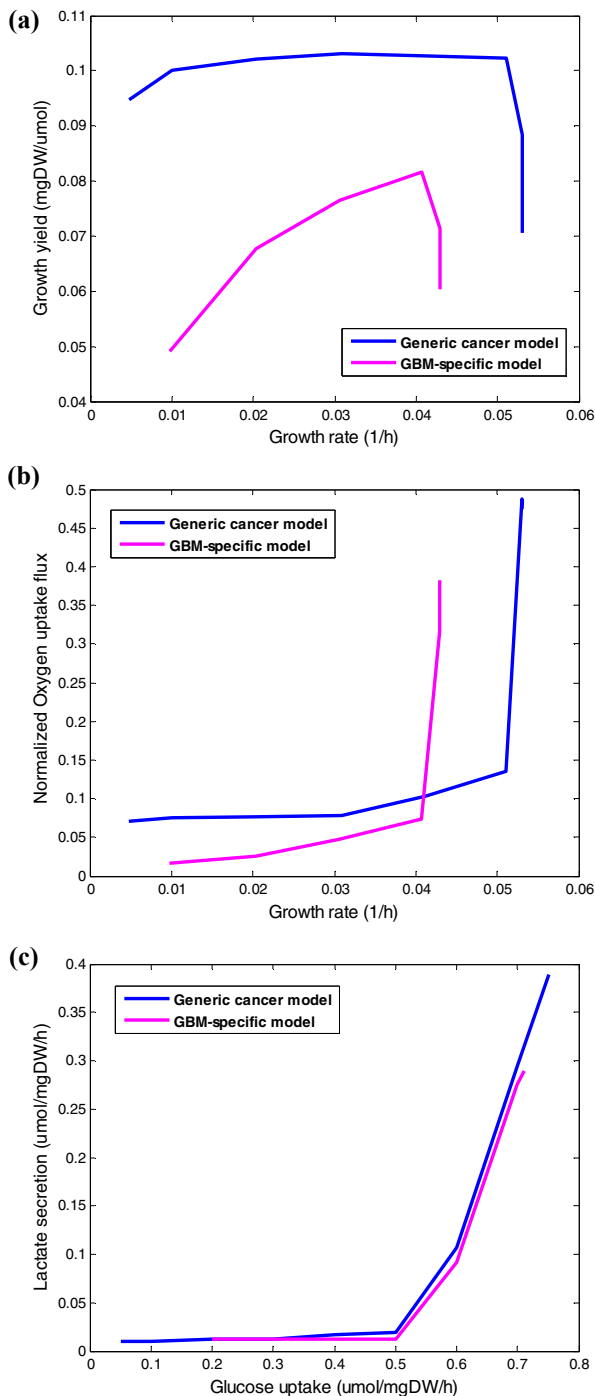 (a)
0.11
0.1
0.09
0.08
0.07
0.06
0.05
0.04
Growth yield (mgDW/umol)
Generic cancer model
GBM-specific model
0 0.01 0.02 0.03 0.04 0.05 0.06
Growth rate (1/h)
(b)
0.5
0.45
0.4
0.35
0.3
0.25
0.2
0.15
0.1
0.05
0
Normalized Oxygen uptake flux
Generic cancer model
GBM-specific model
0 0.01 0.02 0.03 0.04 0.05 0.06
Growth rate (1/h)
(c)
0.4
0.35
0.3
0.25
0.2
0.15
0.1
0.05
0
Lactate secretion (umol/mgDW/h)
Generic cancer model
GBM-specific model
0 0.1 0.2 0.3 0.4 0.5 0.6 0.7 0.8
Glucose uptake (umol/mgDW/h)